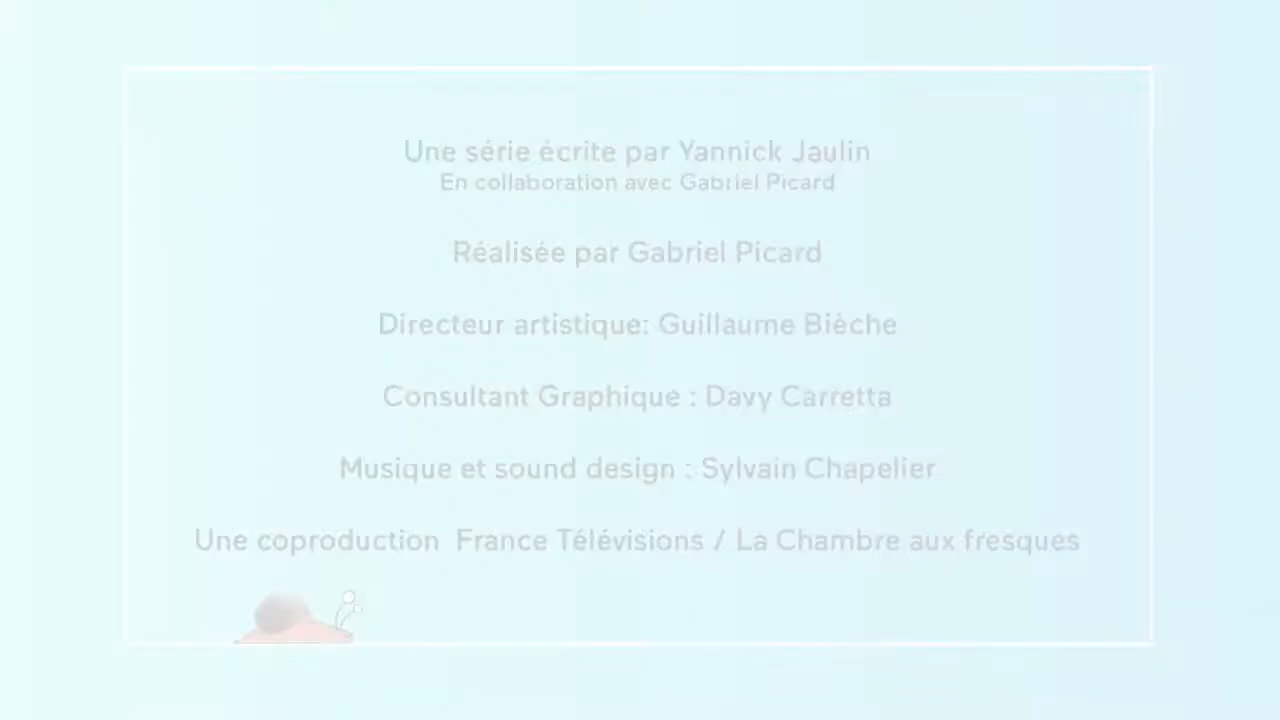 Une série écrite par Yannick Jaulin
En collaboration avec Gabriel Picard
Réalisée par Gabriel Picard
Directeur artistique: Guillaume Bièche
Consultant Graphique : Davy Carretta
Musique et sound design : Sylvain Chapelier
Une coproduction France Télévisions / La Chambre aux fresques